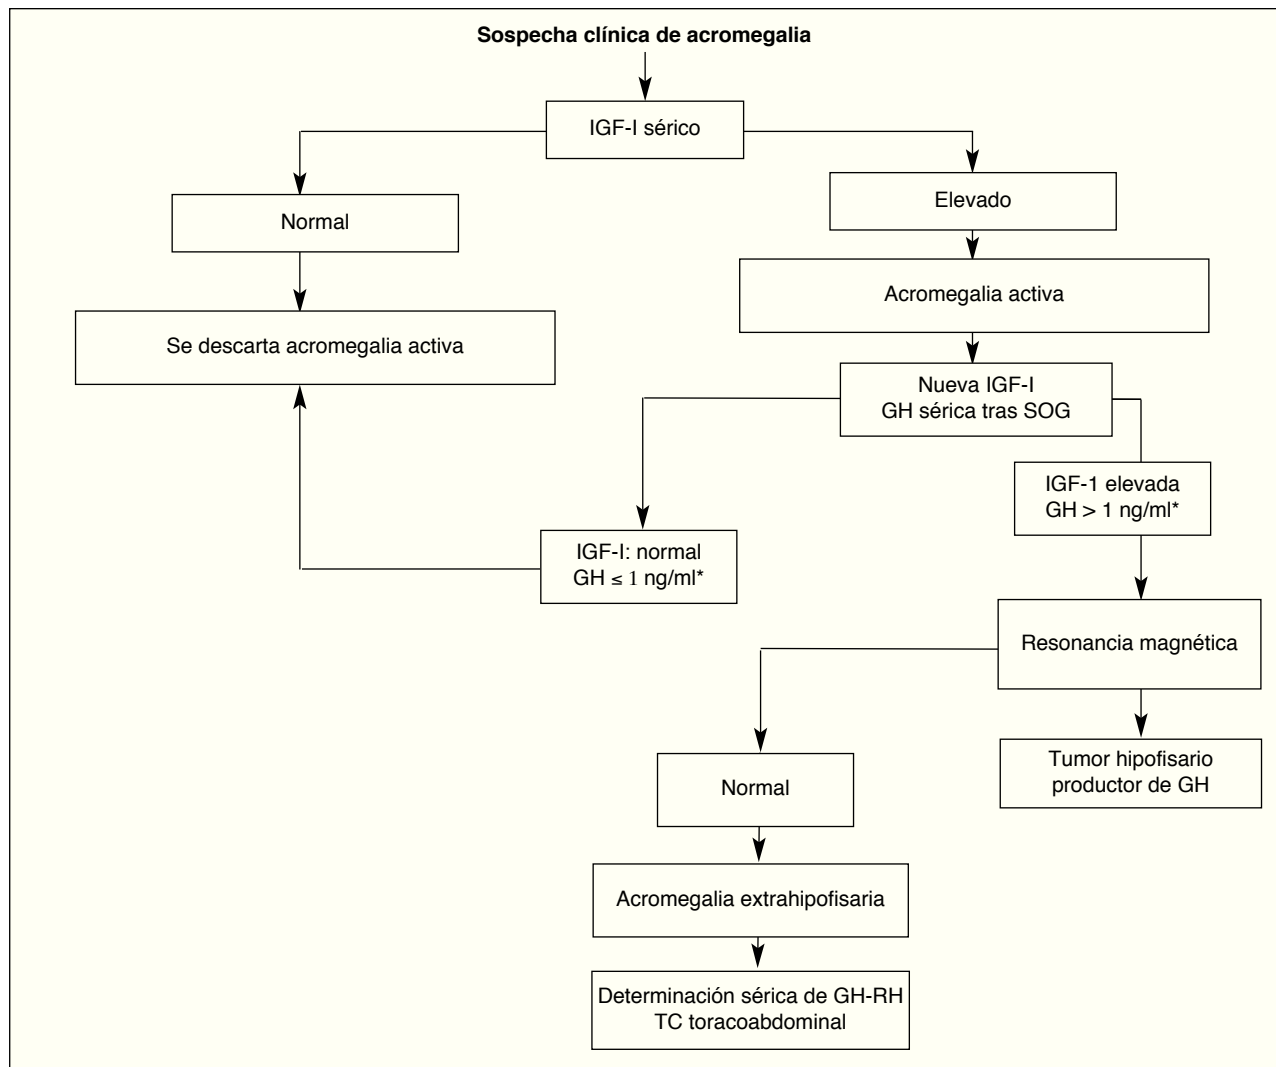 Sospecha clínica de acromegalia
IGF-I sérico
Normal
Elevado
Se descarta acromegalia activa
Acromegalia activa
Nueva IGF-I
GH sérica tras SOG
IGF-1 elevada
GH > 1 ng/ml*
IGF-I: normal
GH ≤ 1 ng/ml*
Resonancia magnética
Tumor hipofisario
productor de GH
Normal
Acromegalia extrahipofisaria
Determinación sérica de GH-RH
TC toracoabdominal